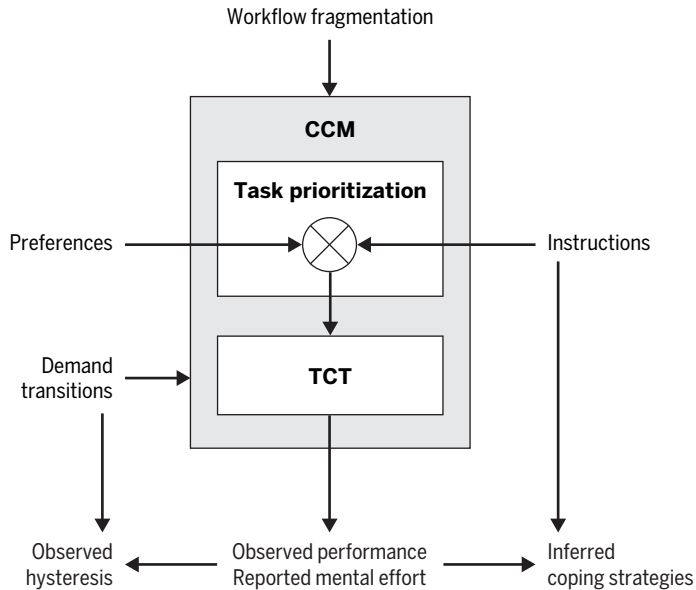 Workflow fragmentation
CCM
Task prioritization
Preferences
Instructions
Demand
transitions
TCT
Observed
hysteresis
Observed performance
Reported mental effort
Inferred
coping strategies